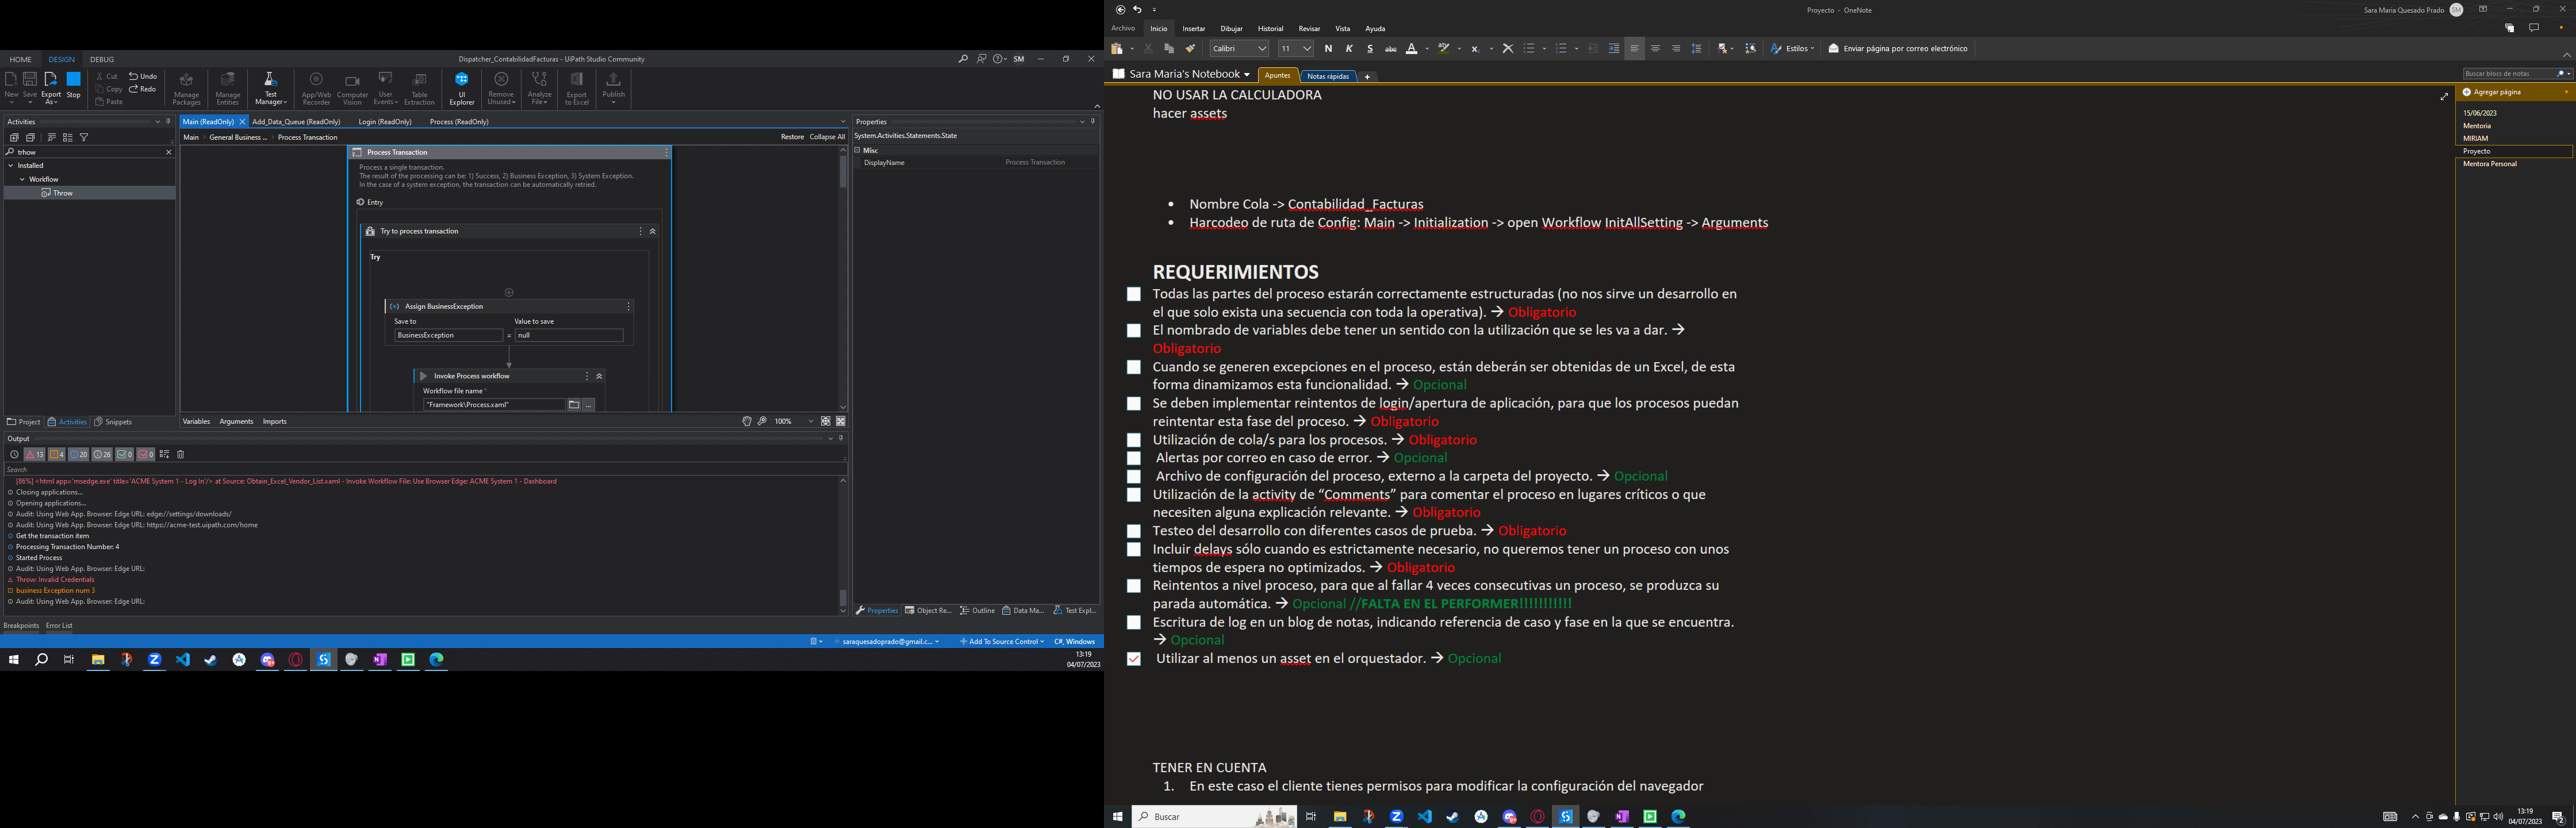 HOME DESIGN DEBUG
Dispatcher_ContabilidadFacturas - UiPath Studio Community
SM
New
Save
Export As
Stop
Cut
Copy
Paste
Undo
Redo
Manage Packages
Manage Entities
Test Manager
App/Web Recorder
Computer Vision
User Events
Table Extraction
UI Explorer
Remove Unused
Analyze File
Export to Excel
Publish
Activities
trhow
Installed
Workflow
Throw
Project Activities Snippets
Main (ReadOnly) Add_Data_Queue (ReadOnly) Login (ReadOnly) Process (ReadOnly)
Main General Business ... Process Transaction
Restore Collapse All
Process Transaction
Process a single transaction.
The result of the processing can be: 1) Success, 2) Business Exception, 3) System Exception.
In the case of a system exception, the transaction can be automatically retried.
Entry
Try to process transaction
Try
Assign BusinessException
Save to Value to save
BusinessException = null
Invoke Process workflow
Workflow file name *
"Framework\Process.xaml"
Variables Arguments Imports
100%
Properties
System.Activities.Statements.State
Misc
DisplayName Process Transaction
Properties Object Re... Outline Data Ma... Test Expl...
Output
13 4 20 26 0 0
Search
[86%] <html app='msedge.exe' title='ACME System 1 - Log In'/> at Source: Obtain_Excel_Vendor_List.xaml - Invoke Workflow File: Use Browser Edge: ACME System 1 - Dashboard
Closing applications...
Opening applications...
Audit: Using Web App. Browser: Edge URL: edge://settings/downloads/
Audit: Using Web App. Browser: Edge URL: https://acme-test.uipath.com/home
Get the transaction item
Processing Transaction Number: 4
Started Process
Audit: Using Web App. Browser: Edge URL:
Throw: Invalid Credentials
business Exception num 3
Audit: Using Web App. Browser: Edge URL:
Breakpoints Error List
saraquesadoprado@gmail.c... Add To Source Control C#, Windows
13:19
04/07/2023
Proyecto - OneNote
Sara Maria Quesado Prado SM
Archivo Inicio Insertar Dibujar Historial Revisar Vista Ayuda
Calibri 11 N K S abc A
Estilos
Enviar página por correo electrónico
Sara Maria's Notebook Apuntes Notas rápidas +
Buscar blocs de notas
Agregar página
15/06/2023
Mentoria
MIRIAM
Proyecto
Mentora Personal
NO USAR LA CALCULADORA
hacer assets
• Nombre Cola -> Contabilidad_Facturas
• Harcodeo de ruta de Config: Main -> Initialization -> open Workflow InitAllSetting -> Arguments
REQUERIMIENTOS
Todas las partes del proceso estarán correctamente estructuradas (no nos sirve un desarrollo en
el que solo exista una secuencia con toda la operativa). → Obligatorio
El nombrado de variables debe tener un sentido con la utilización que se les va a dar. →
Obligatorio
Cuando se generen excepciones en el proceso, están deberán ser obtenidas de un Excel, de esta
forma dinamizamos esta funcionalidad. → Opcional
Se deben implementar reintentos de login/apertura de aplicación, para que los procesos puedan
reintentar esta fase del proceso. → Obligatorio
Utilización de cola/s para los procesos. → Obligatorio
Alertas por correo en caso de error. → Opcional
Archivo de configuración del proceso, externo a la carpeta del proyecto. → Opcional
Utilización de la activity de “Comments” para comentar el proceso en lugares críticos o que
necesiten alguna explicación relevante. → Obligatorio
Testeo del desarrollo con diferentes casos de prueba. → Obligatorio
Incluir delays sólo cuando es estrictamente necesario, no queremos tener un proceso con unos
tiempos de espera no optimizados. → Obligatorio
Reintentos a nivel proceso, para que al fallar 4 veces consecutivas un proceso, se produzca su
parada automática. → Opcional //FALTA EN EL PERFORMER!!!!!!!!!!!
Escritura de log en un blog de notas, indicando referencia de caso y fase en la que se encuentra.
→ Opcional
Utilizar al menos un asset en el orquestador. → Opcional
TENER EN CUENTA
1. En este caso el cliente tienes permisos para modificar la configuración del navegador
Buscar
13:19
04/07/2023